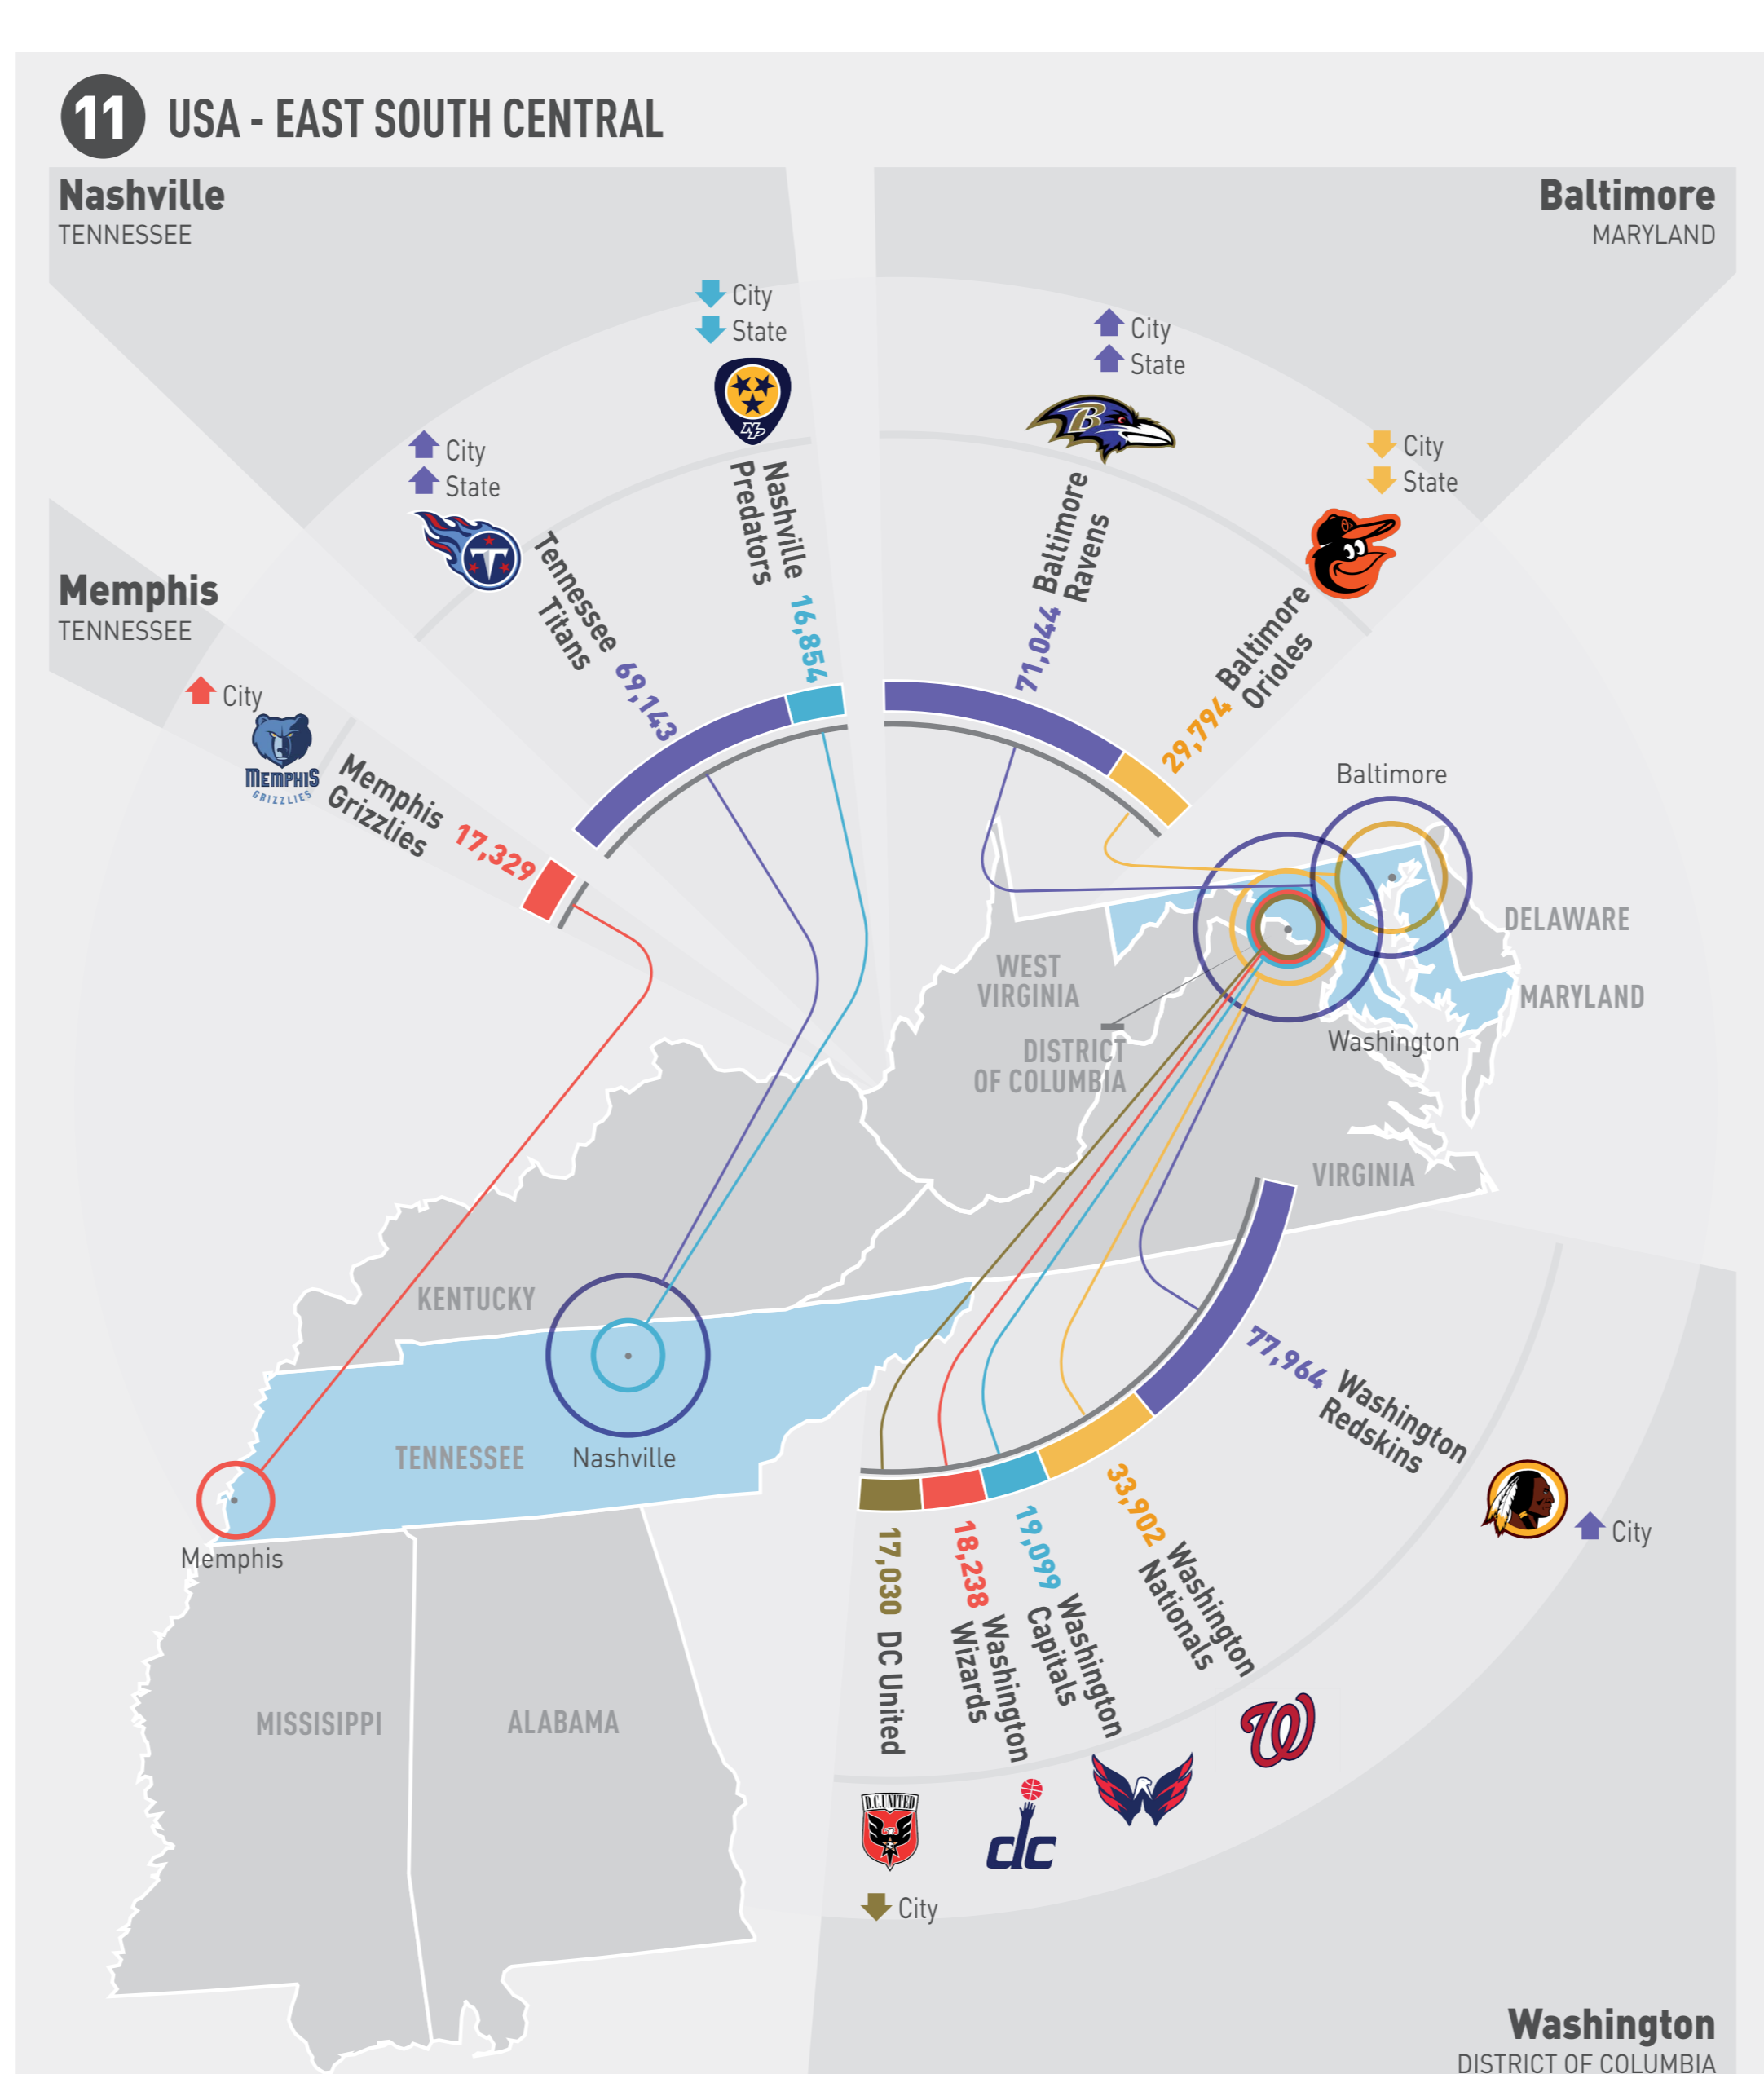 11 USA - EAST SOUTH CENTRAL
Nashville
TENNESSEE
Baltimore
MARYLAND
City
State
City
State
City
State
City
State
Nashville
Predators
16,854
Tennessee
Titans
69,143
B
Baltimore
Ravens
71,044
Baltimore
Orioles
29,794
Memphis
TENNESSEE
City
MEMPHIS
GRIZZLIES
Memphis
Grizzlies
17,329
Baltimore
DELAWARE
WEST
VIRGINIA
MARYLAND
Washington
DISTRICT
OF COLUMBIA
VIRGINIA
KENTUCKY
TENNESSEE
Nashville
Memphis
MISSISIPPI
ALABAMA
77,964 Washington
Redskins
City
33,902 Washington
Nationals
W
19,099 Washington
Capitals
18,238 Washington
Wizards
dc
17,030 DC United
D.C.UNITED
City
Washington
DISTRICT OF COLUMBIA